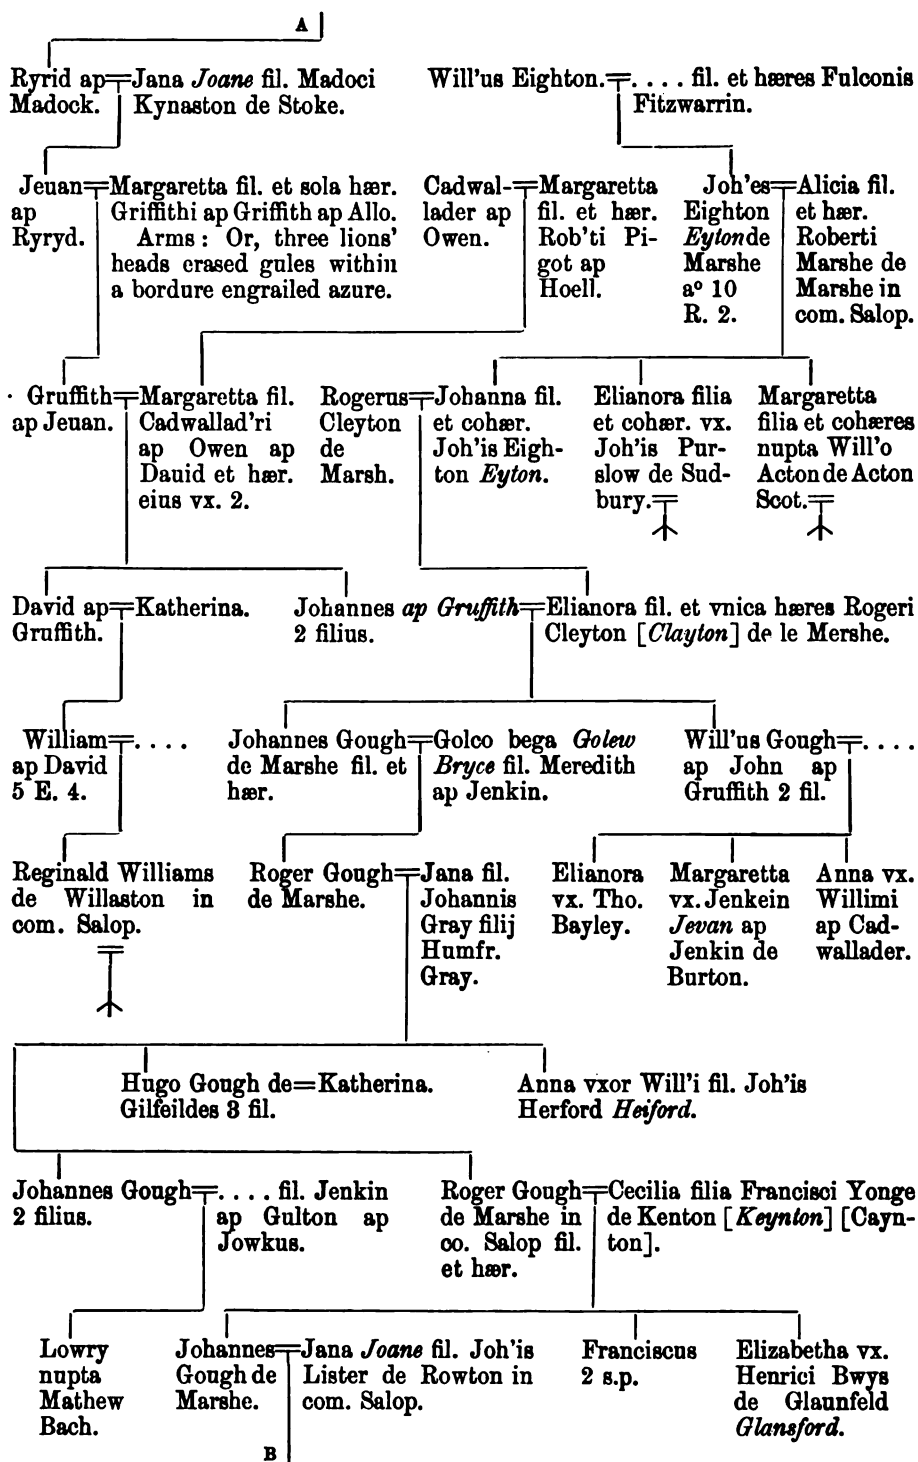 A
Ryrid ap=Jana Joane fil. Madoci
Madock. Kynaston de Stoke.
Will'us Eighton.=.... fil. et hæres Fulconis
Fitzwarrin.
Jeuan=Margaretta fil. et sola hær.
ap Griffithi ap Griffith ap Allo.
Ryryd. Arms: Or, three lions'
heads erased gules within
a bordure engrailed azure.
Cadwal-=Margaretta
lader ap fil. et hær.
Owen. Rob'ti Pi-
got ap
Hoell.
Joh'es=Alicia fil.
Eighton et hær.
Eyton de Roberti
Marshe Marshe de
aº 10 Marshe in
R. 2. com. Salop.
Gruffith=Margaretta fil.
ap Jeuan. Cadwallad'ri
ap Owen ap
Dauid et hær.
eius vx. 2.
Rogerus=Johanna fil.
Cleyton et cohær.
de Joh'is Eigh-
Marsh. ton Eyton.
Elianora filia
et cohær. vx.
Joh'is Pur-
slow de Sud-
bury.=
Margaretta
filia et cohæres
nupta Will'o
Acton de Acton
Scot.=
David ap=Katherina.
Gruffith.
Johannes ap Gruffith=Elianora fil. et vnica hæres Rogeri
2 filius. Cleyton [Clayton] de le Mershe.
William=....
ap David
5 E. 4.
Johannes Gough=Golco bega Golew
de Marshe fil. et Bryce fil. Meredith
hær. ap Jenkin.
Will'us Gough=....
ap John ap
Gruffith 2 fil.
Reginald Williams
de Willaston in
com. Salop.
=
Roger Gough=Jana fil.
de Marshe. Johannis
Gray filij
Humfr.
Gray.
Elianora
vx. Tho.
Bayley.
Margaretta
vx. Jenkein
Jevan ap
Jenkin de
Burton.
Anna vx.
Willimi
ap Cad-
wallader.
Hugo Gough de=Katherina.
Gilfeildes 3 fil.
Anna vxor Will'i fil. Joh'is
Herford Heiford.
Johannes Gough=.... fil. Jenkin
2 filius. ap Gulton ap
Jowkus.
Roger Gough=Cecilia filia Francisci Yonge
de Marshe in de Kenton [Keynton] [Cayn-
co. Salop fil. ton].
et hær.
Lowry
nupta
Mathew
Bach.
Johannes=Jana Joane fil. Joh'is
Gough de Lister de Rowton in
Marshe. com. Salop.
Franciscus
2 s.p.
Elizabetha vx.
Henrici Bwys
de Glaunfeld
Glansford.
B